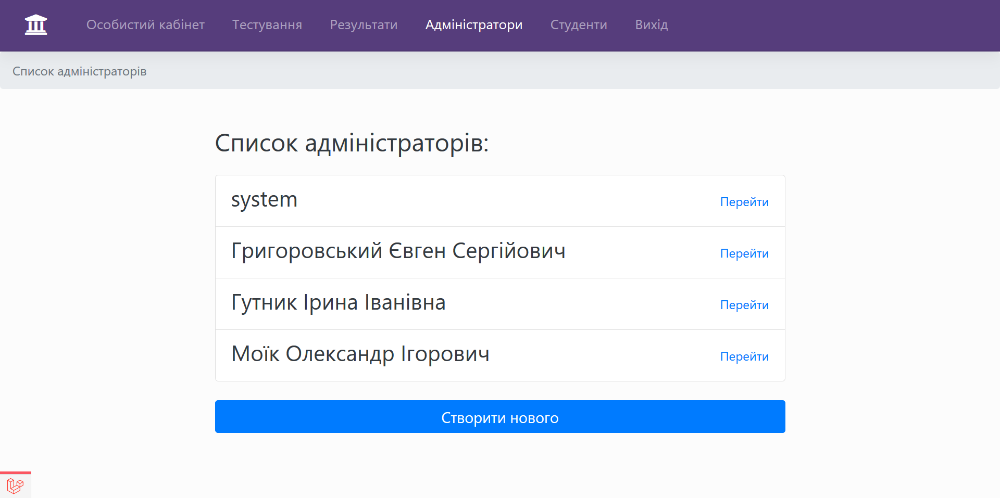 Особистий кабінет Тестування Результати Адміністратори Студенти Вихід
Список адміністраторів
Список адміністраторів:
system Перейти
Григоровський Євген Сергійович Перейти
Гутник Ірина Іванівна Перейти
Моїк Олександр Ігорович Перейти
Створити нового